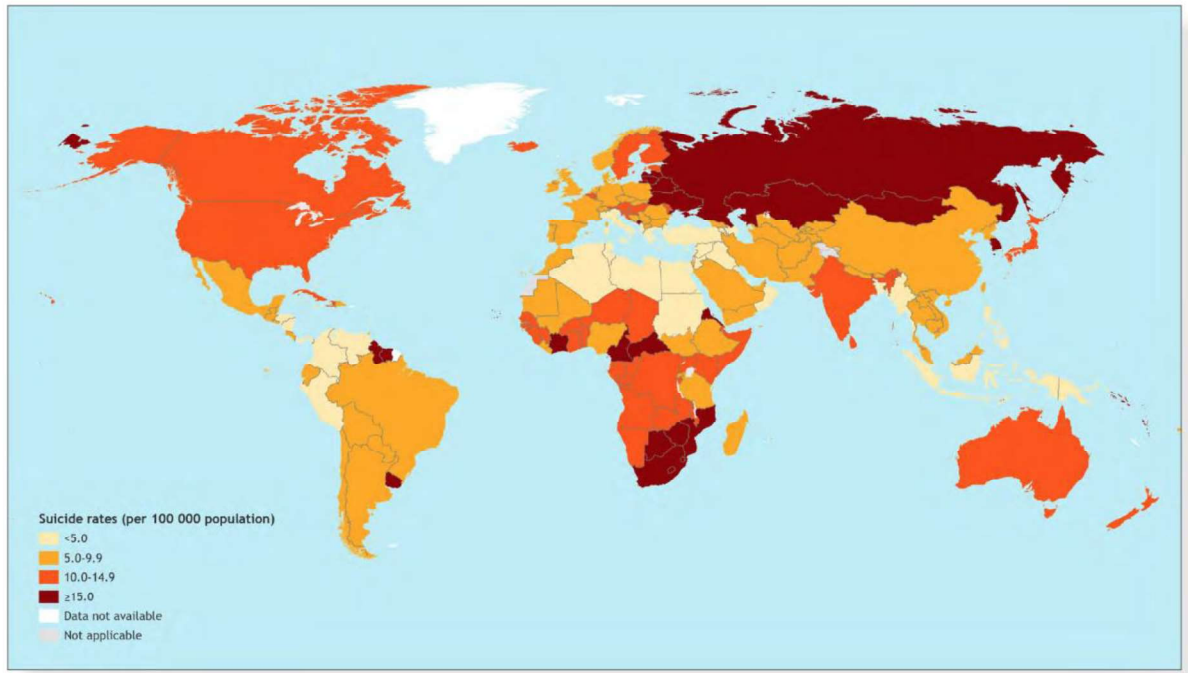 Suicide rates (per 100 000 population)
<5.0
5.0-9.9
10.0-14.9
≥15.0
Data not available
Not applicable